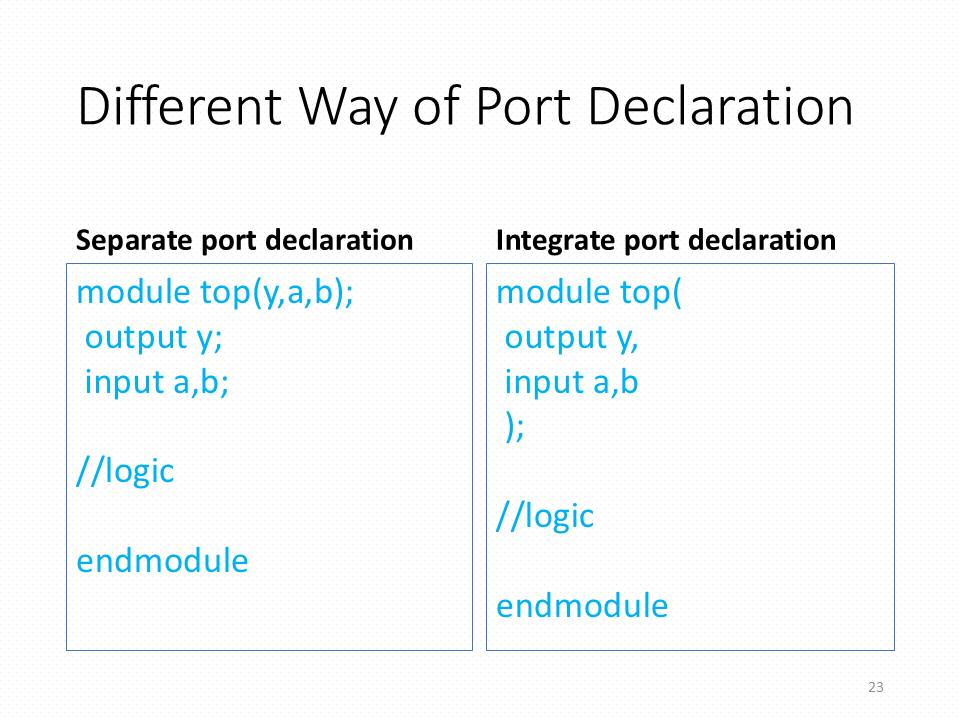 Different Way of Port Declaration
Separate port declaration
module top(y,a,b);
output y;
input a,b;
//logic
endmodule
Integrate port declaration
module top(
output y,
input a,b
);
//logic
endmodule
23